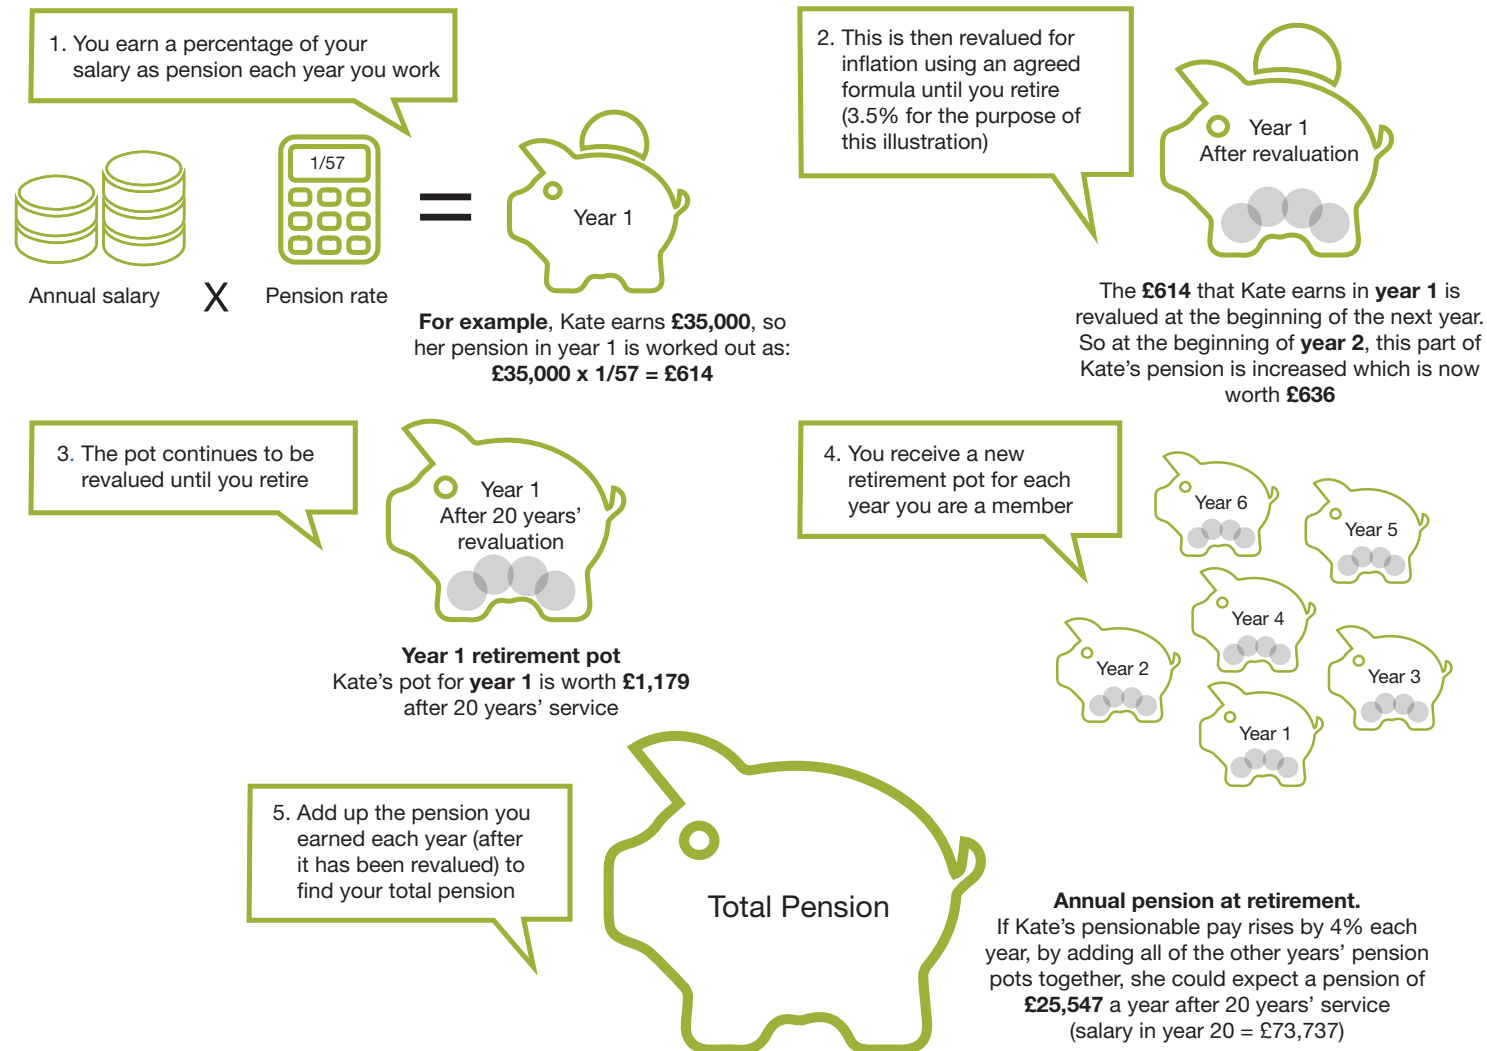 1. You earn a percentage of your
salary as pension each year you work
1/57
Annual salary
X
Pension rate
=
Year 1
For example, Kate earns £35,000, so
her pension in year 1 is worked out as:
£35,000 x 1/57 = £614
2. This is then revalued for
inflation using an agreed
formula until you retire
(3.5% for the purpose of
this illustration)
Year 1
After revaluation
The £614 that Kate earns in year 1 is
revalued at the beginning of the next year.
So at the beginning of year 2, this part of
Kate’s pension is increased which is now
worth £636
3. The pot continues to be
revalued until you retire
Year 1
After 20 years’
revaluation
Year 1 retirement pot
Kate’s pot for year 1 is worth £1,179
after 20 years’ service
4. You receive a new
retirement pot for each
year you are a member
Year 6
Year 5
Year 4
Year 2
Year 3
Year 1
5. Add up the pension you
earned each year (after
it has been revalued) to
find your total pension
Total Pension
Annual pension at retirement.
If Kate’s pensionable pay rises by 4% each
year, by adding all of the other years’ pension
pots together, she could expect a pension of
£25,547 a year after 20 years’ service
(salary in year 20 = £73,737)